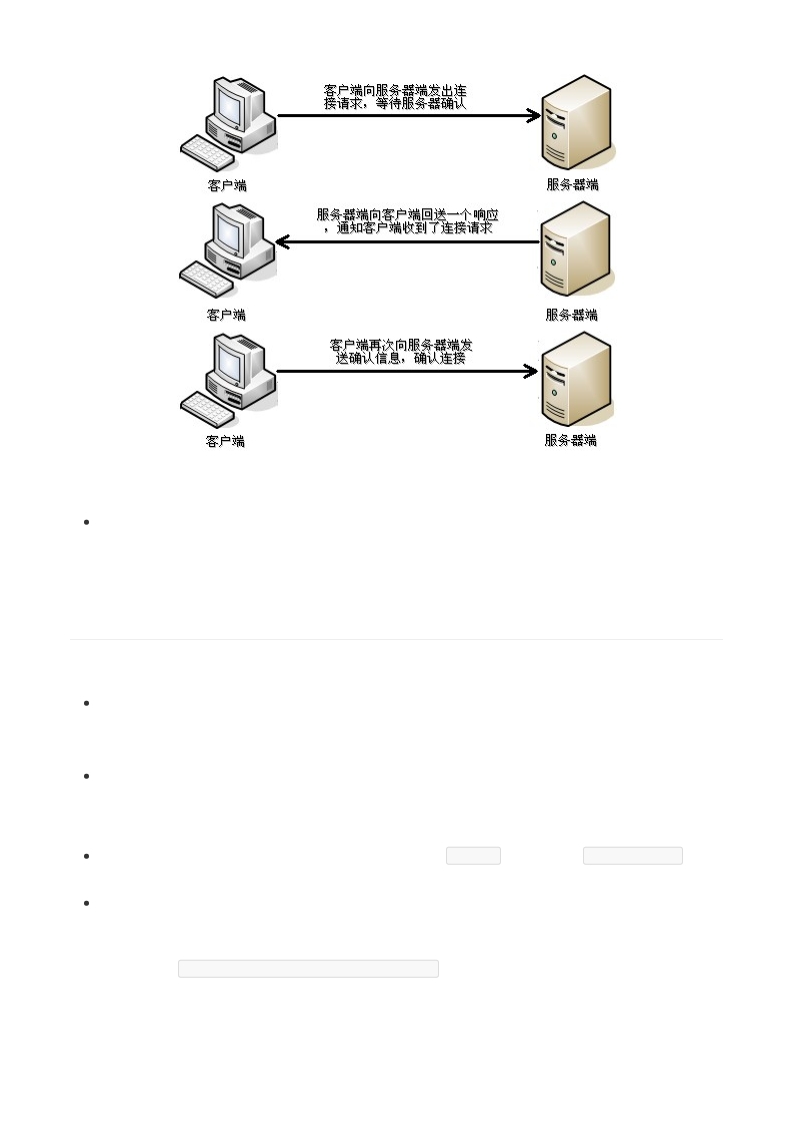 客户端向服务器端发出连
接请求，等待服务器确认
客户端
服务器端
服务器端向客户端回送一个响应
，通知客户端收到了连接请求
客户端
服务器端
客户端再次向服务器端发
送确认信息，确认连接
客户端
服务器端